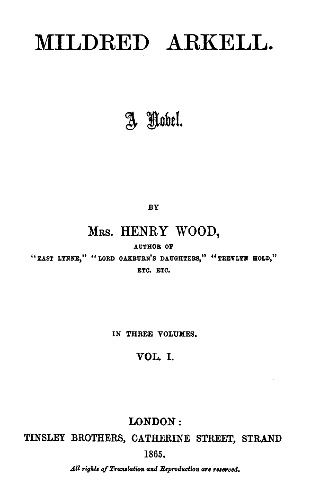 MILDRED ARKELL.
A Novel.
BY
MRS. HENRY WOOD,
AUTHOR OF
"EAST LYNNE," "LORD OAKBURN'S DAUGHTERS," "TREVLYN HOLD,"
ETC. ETC.
IN THREE VOLUMES.
VOL. I.
LONDON:
TINSLEY BROTHERS, CATHERINE STREET, STRAND
1865.
All rights of Translation and Reproduction are reserved.